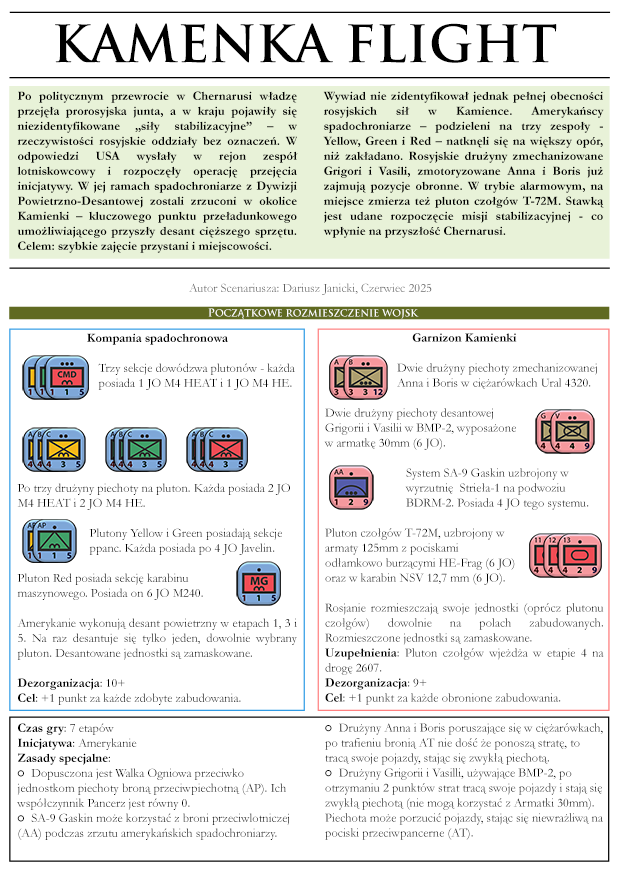 KAMENKA FLIGHT
Po politycznym przewrocie w Chernarusi władzę
przejęła prorosyjska junta, a w kraju pojawiły się
niezidentyfikowane „siły stabilizacyjne” – w
rzeczywistości rosyjskie oddziały bez oznaczeń. W
odpowiedzi USA wysłały w rejon zespół
lotniskowcowy i rozpoczęły operację przejęcia
inicjatywy. W jej ramach spadochroniarze z Dywizji
Powietrzno-Desantowej zostali zrzuceni w okolice
Kamienki – kluczowego punktu przeładunkowego
umożliwiającego przyszły desant cięższego sprzętu.
Celem: szybkie zajęcie przystani i miejscowości.
Wywiad nie zidentyfikował jednak pełnej obecności
rosyjskich sił w Kamience. Amerykańscy
spadochroniarze – podzieleni na trzy zespoły -
Yellow, Green i Red – natknęli się na większy opór,
niż zakładano. Rosyjskie drużyny zmechanizowane
Grigori i Vasili, zmotoryzowane Anna i Boris już
zajmują pozycje obronne. W trybie alarmowym, na
miejsce zmierza też pluton czołgów T-72M. Stawką
jest udane rozpoczęcie misji stabilizacyjnej - co
wpłynie na przyszłość Chernarusi.
Autor Scenariusza: Dariusz Janicki, Czerwiec 2025
POCZĄTKOWE ROZMIESZCZENIE WOJSK
Kompania spadochronowa
CMD
1 1 1 1 5
Trzy sekcje dowódzwa plutonów - każda
posiada 1 JO M4 HEAT i 1 JO M4 HE.
A B C
4 4 4 3 5
A B C
4 4 4 3 5
A B C
4 4 4 3 5
Po trzy drużyny piechoty na pluton. Każda posiada 2 JO
M4 HEAT i 2 JO M4 HE.
AP AP
1 1 1 5
Plutony Yellow i Green posiadają sekcje
ppanc. Każda posiada po 4 JO Javelin.
Pluton Red posiada sekcję karabinu
maszynowego. Posiada on 6 JO M240.
MG
1 1 5
Amerykanie wykonują desant powietrzny w etapach 1, 3 i
5. Na raz desantuje się tylko jeden, dowolnie wybrany
pluton. Desantowane jednostki są zamaskowane.
Dezorganizacja: 10+
Cel: +1 punkt za każde zdobyte zabudowania.
Garnizon Kamienki
A B
3 3 3 12
Dwie drużyny piechoty zmechanizowanej
Anna i Boris w ciężarówkach Ural 4320.
Dwie drużyny piechoty desantowej
Grigorii i Vasilii w BMP-2, wyposażone
w armatkę 30mm (6 JO).
G V
4 4 2 9
AA
1 2 9
System SA-9 Gaskin uzbrojony w
wyrzutnię Strieła-1 na podwoziu
BDRM-2. Posiada 4 JO tego systemu.
Pluton czołgów T-72M, uzbrojony w
armaty 125mm z pociskami
odłamkowo burzącymi HE-Frag (6 JO)
oraz w karabin NSV 12,7 mm (6 JO).
11 12 13
4 4 4 2 9
Rosjanie rozmieszczają swoje jednostki (oprócz plutonu
czołgów) dowolnie na polach zabudowanych.
Rozmieszczone jednostki są zamaskowane.
Uzupełnienia: Pluton czołgów wjeżdża w etapie 4 na
drogę 2607.
Dezorganizacja: 9+
Cel: +1 punkt za każde obronione zabudowania.
Czas gry: 7 etapów
Inicjatywa: Amerykanie
Zasady specjalne:
○ Dopuszczona jest Walka Ogniowa przeciwko
jednostkom piechoty broną przeciwpiechotną (AP). Ich
współczynnik Pancerz jest równy 0.
○ SA-9 Gaskin może korzystać z broni przeciwlotniczej
(AA) podczas zrzutu amerykańskich spadochroniarzy.
○ Drużyny Anna i Boris poruszające się w ciężarówkach,
po trafieniu bronią AT nie dość że ponoszą stratę, to
tracą swoje pojazdy, stając się zwykłą piechotą.
○ Drużyny Grigorii i Vasilli, używające BMP-2, po
otrzymaniu 2 punktów strat tracą swoje pojazdy i stają się
zwykłą piechotą (nie mogą korzystać z Armatki 30mm).
Piechota może porzucić pojazdy, stając się niewrażliwą na
pociski przeciwpancerne (AT).